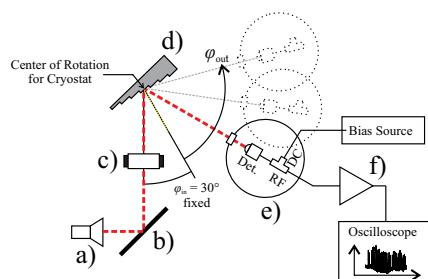 d)
Center of Rotation
for Cryostat
φout
Bias Source
c)
Det.
DC
RF
f)
φin = 30°
fixed
e)
a)
b)
Oscilloscope